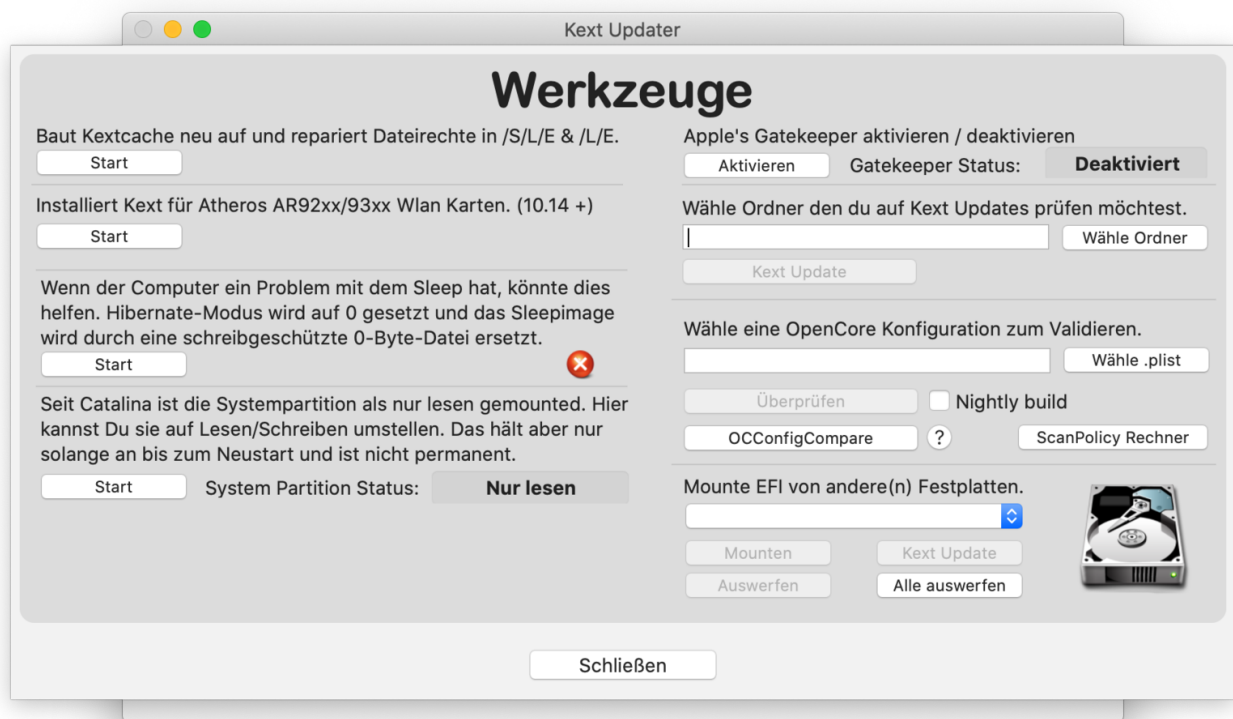 Kext Updater
Werkzeuge
Baut Kextcache neu auf und repariert Dateirechte in /S/L/E & /L/E.
Start
Installiert Kext für Atheros AR92xx/93xx Wlan Karten. (10.14 +)
Start
Wenn der Computer ein Problem mit dem Sleep hat, könnte dies
helfen. Hibernate-Modus wird auf 0 gesetzt und das Sleepimage
wird durch eine schreibgeschützte 0-Byte-Datei ersetzt.
Start
Seit Catalina ist die Systempartition als nur lesen gemounted. Hier
kannst Du sie auf Lesen/Schreiben umstellen. Das hält aber nur
solange an bis zum Neustart und ist nicht permanent.
Start System Partition Status: Nur lesen
Apple's Gatekeeper aktivieren / deaktivieren
Aktivieren Gatekeeper Status: Deaktiviert
Wähle Ordner den du auf Kext Updates prüfen möchtest.
Wähle Ordner
Kext Update
Wähle eine OpenCore Konfiguration zum Validieren.
Wähle .plist
Überprüfen Nightly build
OCConfigCompare ? ScanPolicy Rechner
Mounte EFI von andere(n) Festplatten.
Mounten Kext Update
Auswerfen Alle auswerfen
Schließen